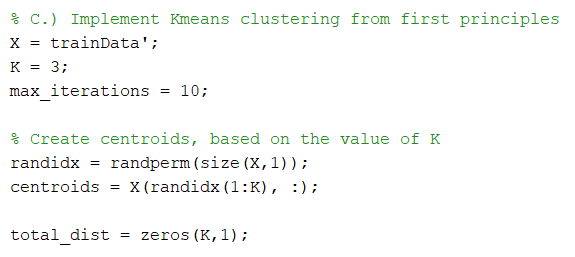 % C.) Implement Kmeans clustering from first principles
X = trainData';
K = 3;
max_iterations = 10;
% Create centroids, based on the value of K
randidx = randperm(size(X,1));
centroids = X(randidx(1:K), :);
total_dist = zeros(K,1);